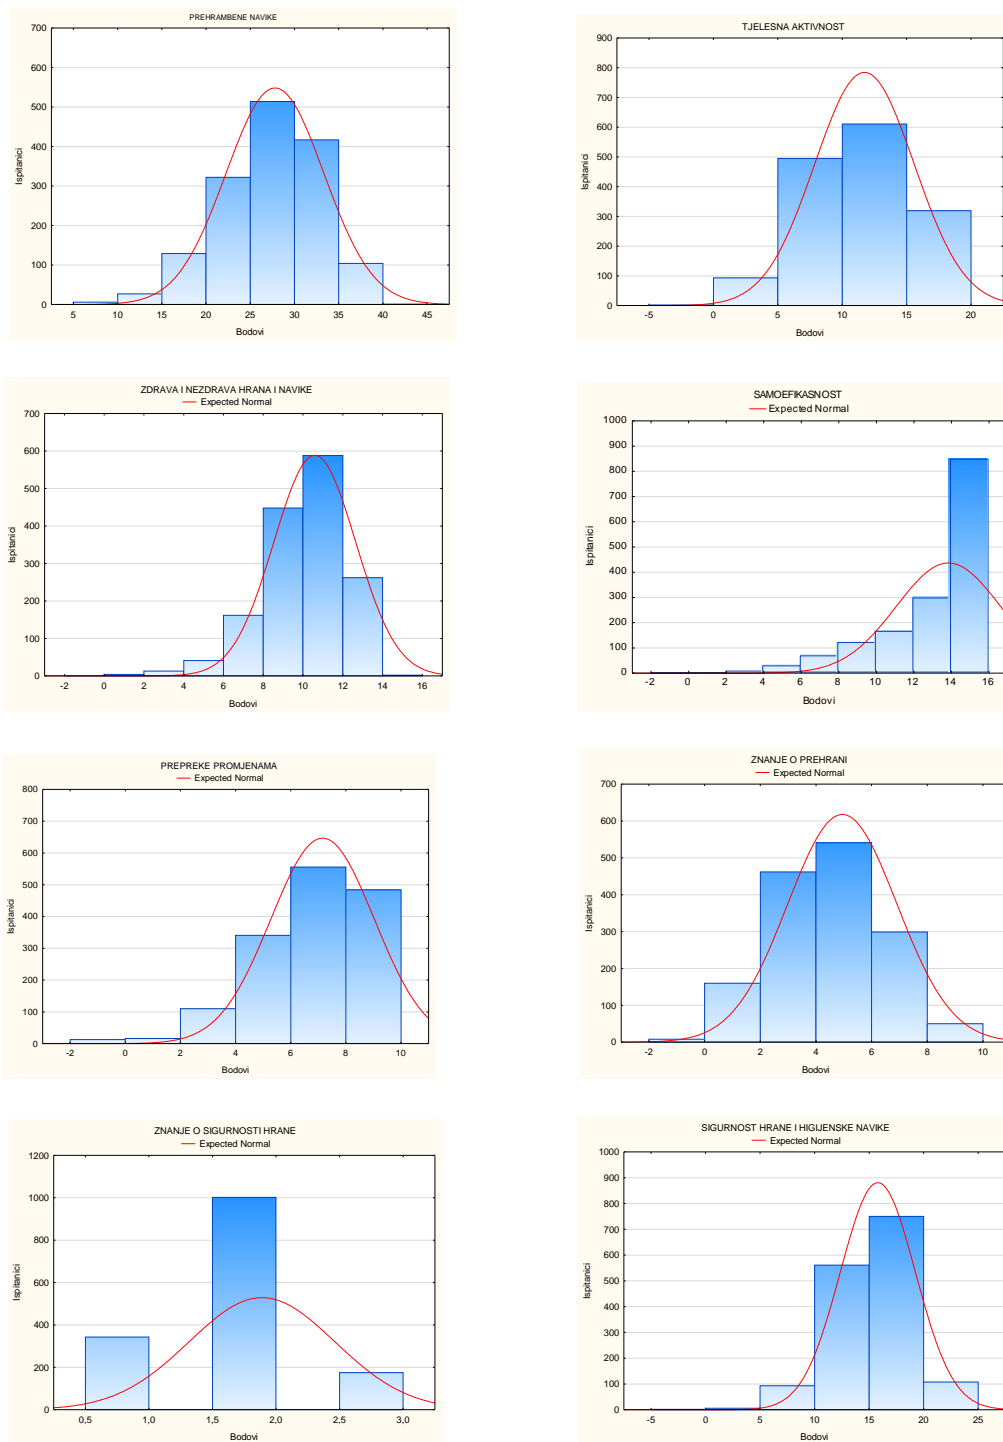 PREHRAMBENE NAVIKE
700
600
500
400
300
200
100
0
Ispitanici
5 10 15 20 25 30 35 40 45
Bodovi
TJELESNA AKTIVNOST
900
800
700
600
500
400
300
200
100
0
Ispitanici
-5 0 5 10 15 20
Bodovi
ZDRAVA I NEZDRAVA HRANA I NAVIKE
Expected Normal
700
600
500
400
300
200
100
0
Ispitanici
-2 0 2 4 6 8 10 12 14 16
Bodovi
SAMOEFIKASNOST
Expected Normal
1000
900
800
700
600
500
400
300
200
100
0
Ispitanici
-2 0 2 4 6 8 10 12 14 16
Bodovi
PREPREKE PROMJENAMA
Expected Normal
800
700
600
500
400
300
200
100
0
Ispitanici
-2 0 2 4 6 8 10
Bodovi
ZNANJE O PREHRANI
Expected Normal
700
600
500
400
300
200
100
0
Ispitanici
-2 0 2 4 6 8 10
Bodovi
ZNANJE O SIGURNOSTI HRANE
Expected Normal
1200
1000
800
600
400
200
0
Ispitanici
0,5 1,0 1,5 2,0 2,5 3,0
Bodovi
SIGURNOST HRANE I HIGIJENSKE NAVIKE
Expected Normal
1000
900
800
700
600
500
400
300
200
100
0
Ispitanici
-5 0 5 10 15 20 25
Bodovi